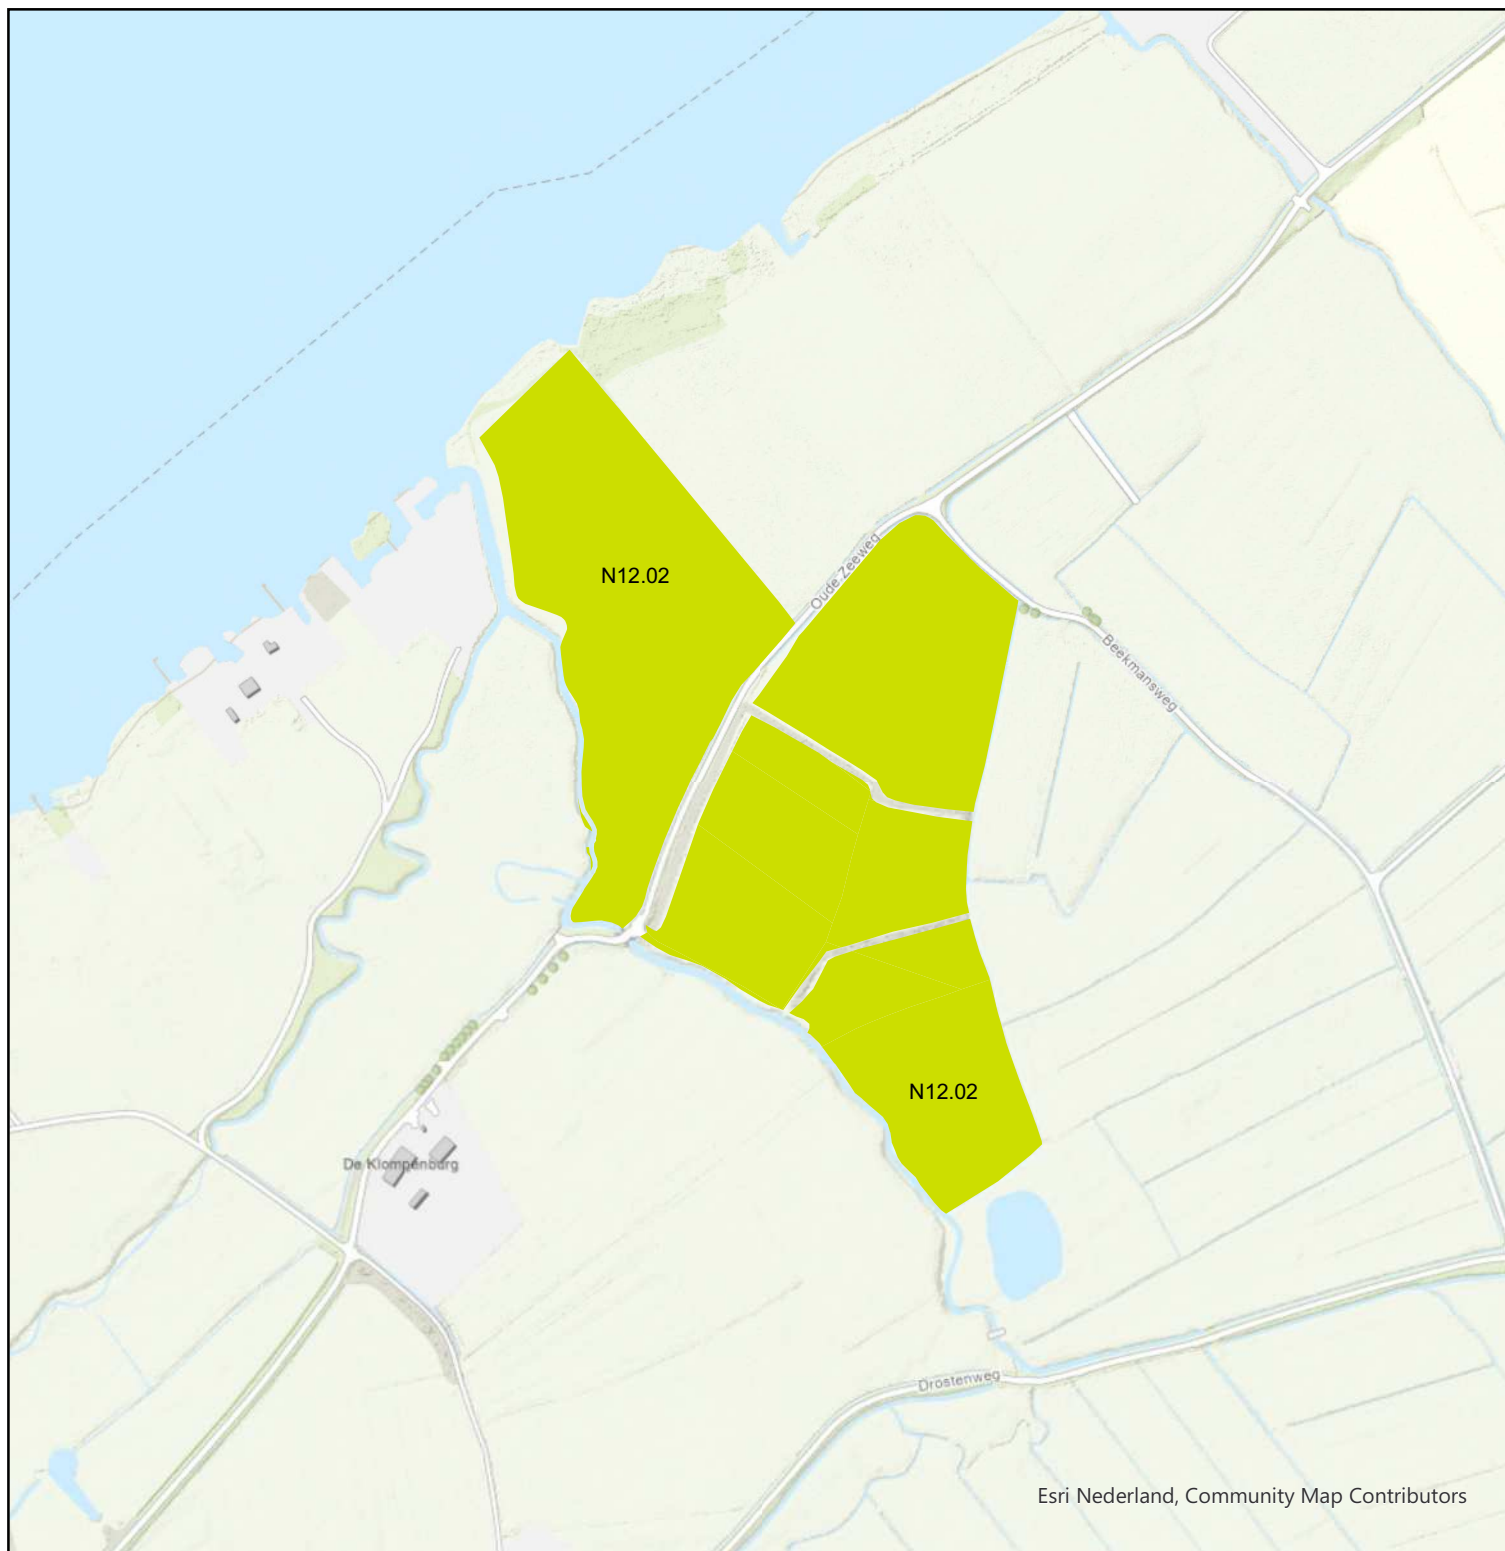 N12.02
Oude Zeeweg
Beekmansweg
N12.02
De Klompenburg
Drostenweg
Esri Nederland, Community Map Contributors